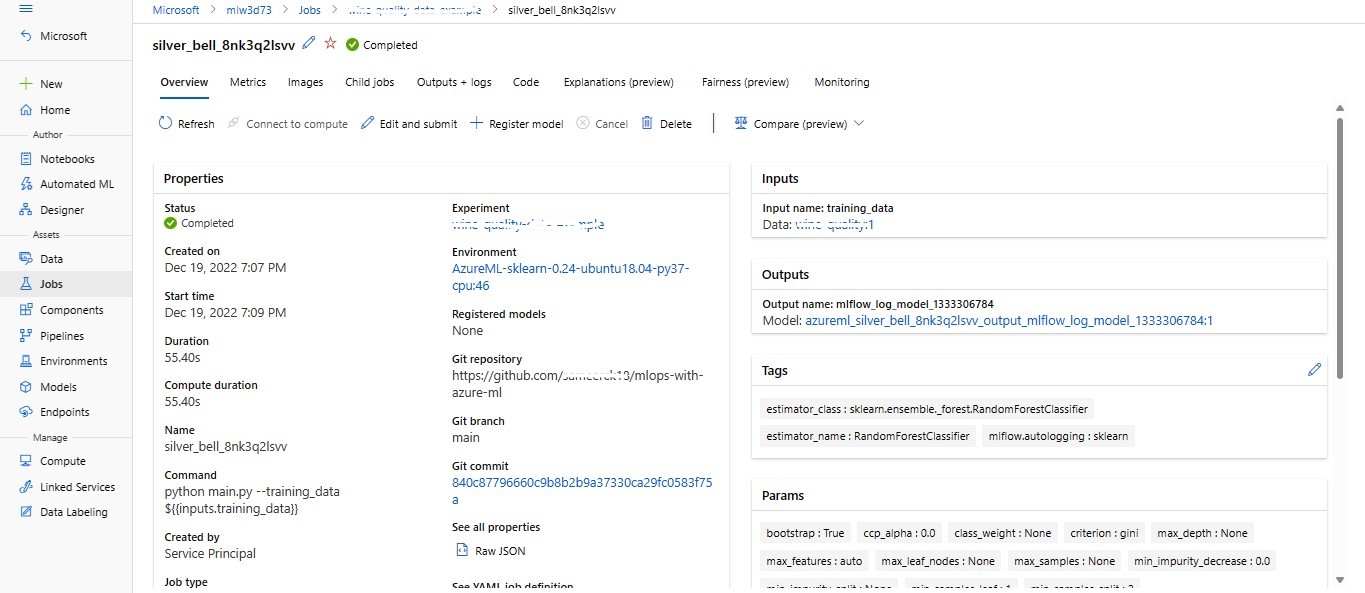 Microsoft > mlw3d73 > Jobs > > silver_bell_8nk3q2lsvv
Microsoft
silver_bell_8nk3q2lsvv Completed
Overview Metrics Images Child jobs Outputs + logs Code Explanations (preview) Fairness (preview) Monitoring
Refresh Connect to compute Edit and submit Register model Cancel Delete Compare (preview)
New
Home
Author
Notebooks
Automated ML
Designer
Assets
Data
Jobs
Components
Pipelines
Environments
Models
Endpoints
Manage
Compute
Linked Services
Data Labeling
Properties
Status
Completed
Created on
Dec 19, 2022 7:07 PM
Start time
Dec 19, 2022 7:09 PM
Duration
55.40s
Compute duration
55.40s
Name
silver_bell_8nk3q2lsvv
Command
python main.py --training_data
${{inputs.training_data}}
Created by
Service Principal
Job type
Experiment
Environment
AzureML-sklearn-0.24-ubuntu18.04-py37-
cpu:46
Registered models
None
Git repository
https://github.com/ /mlops-with-
azure-ml
Git branch
main
Git commit
840c87796660c9b8b2b9a37330ca29fc0583f75
a
See all properties
Raw JSON
See YAML job definition
Inputs
Input name: training_data
Data:
Outputs
Output name: mlflow_log_model_1333306784
Model: azureml_silver_bell_8nk3q2lsvv_output_mlflow_log_model_1333306784:1
Tags
estimator_class : sklearn.ensemble._forest.RandomForestClassifier
estimator_name : RandomForestClassifier mlflow.autologging : sklearn
Params
bootstrap : True ccp_alpha : 0.0 class_weight : None criterion : gini max_depth : None
max_features : auto max_leaf_nodes : None max_samples : None min_impurity_decrease : 0.0
min_impurity_split : None min_samples_leaf : 1 min_samples_split : 2